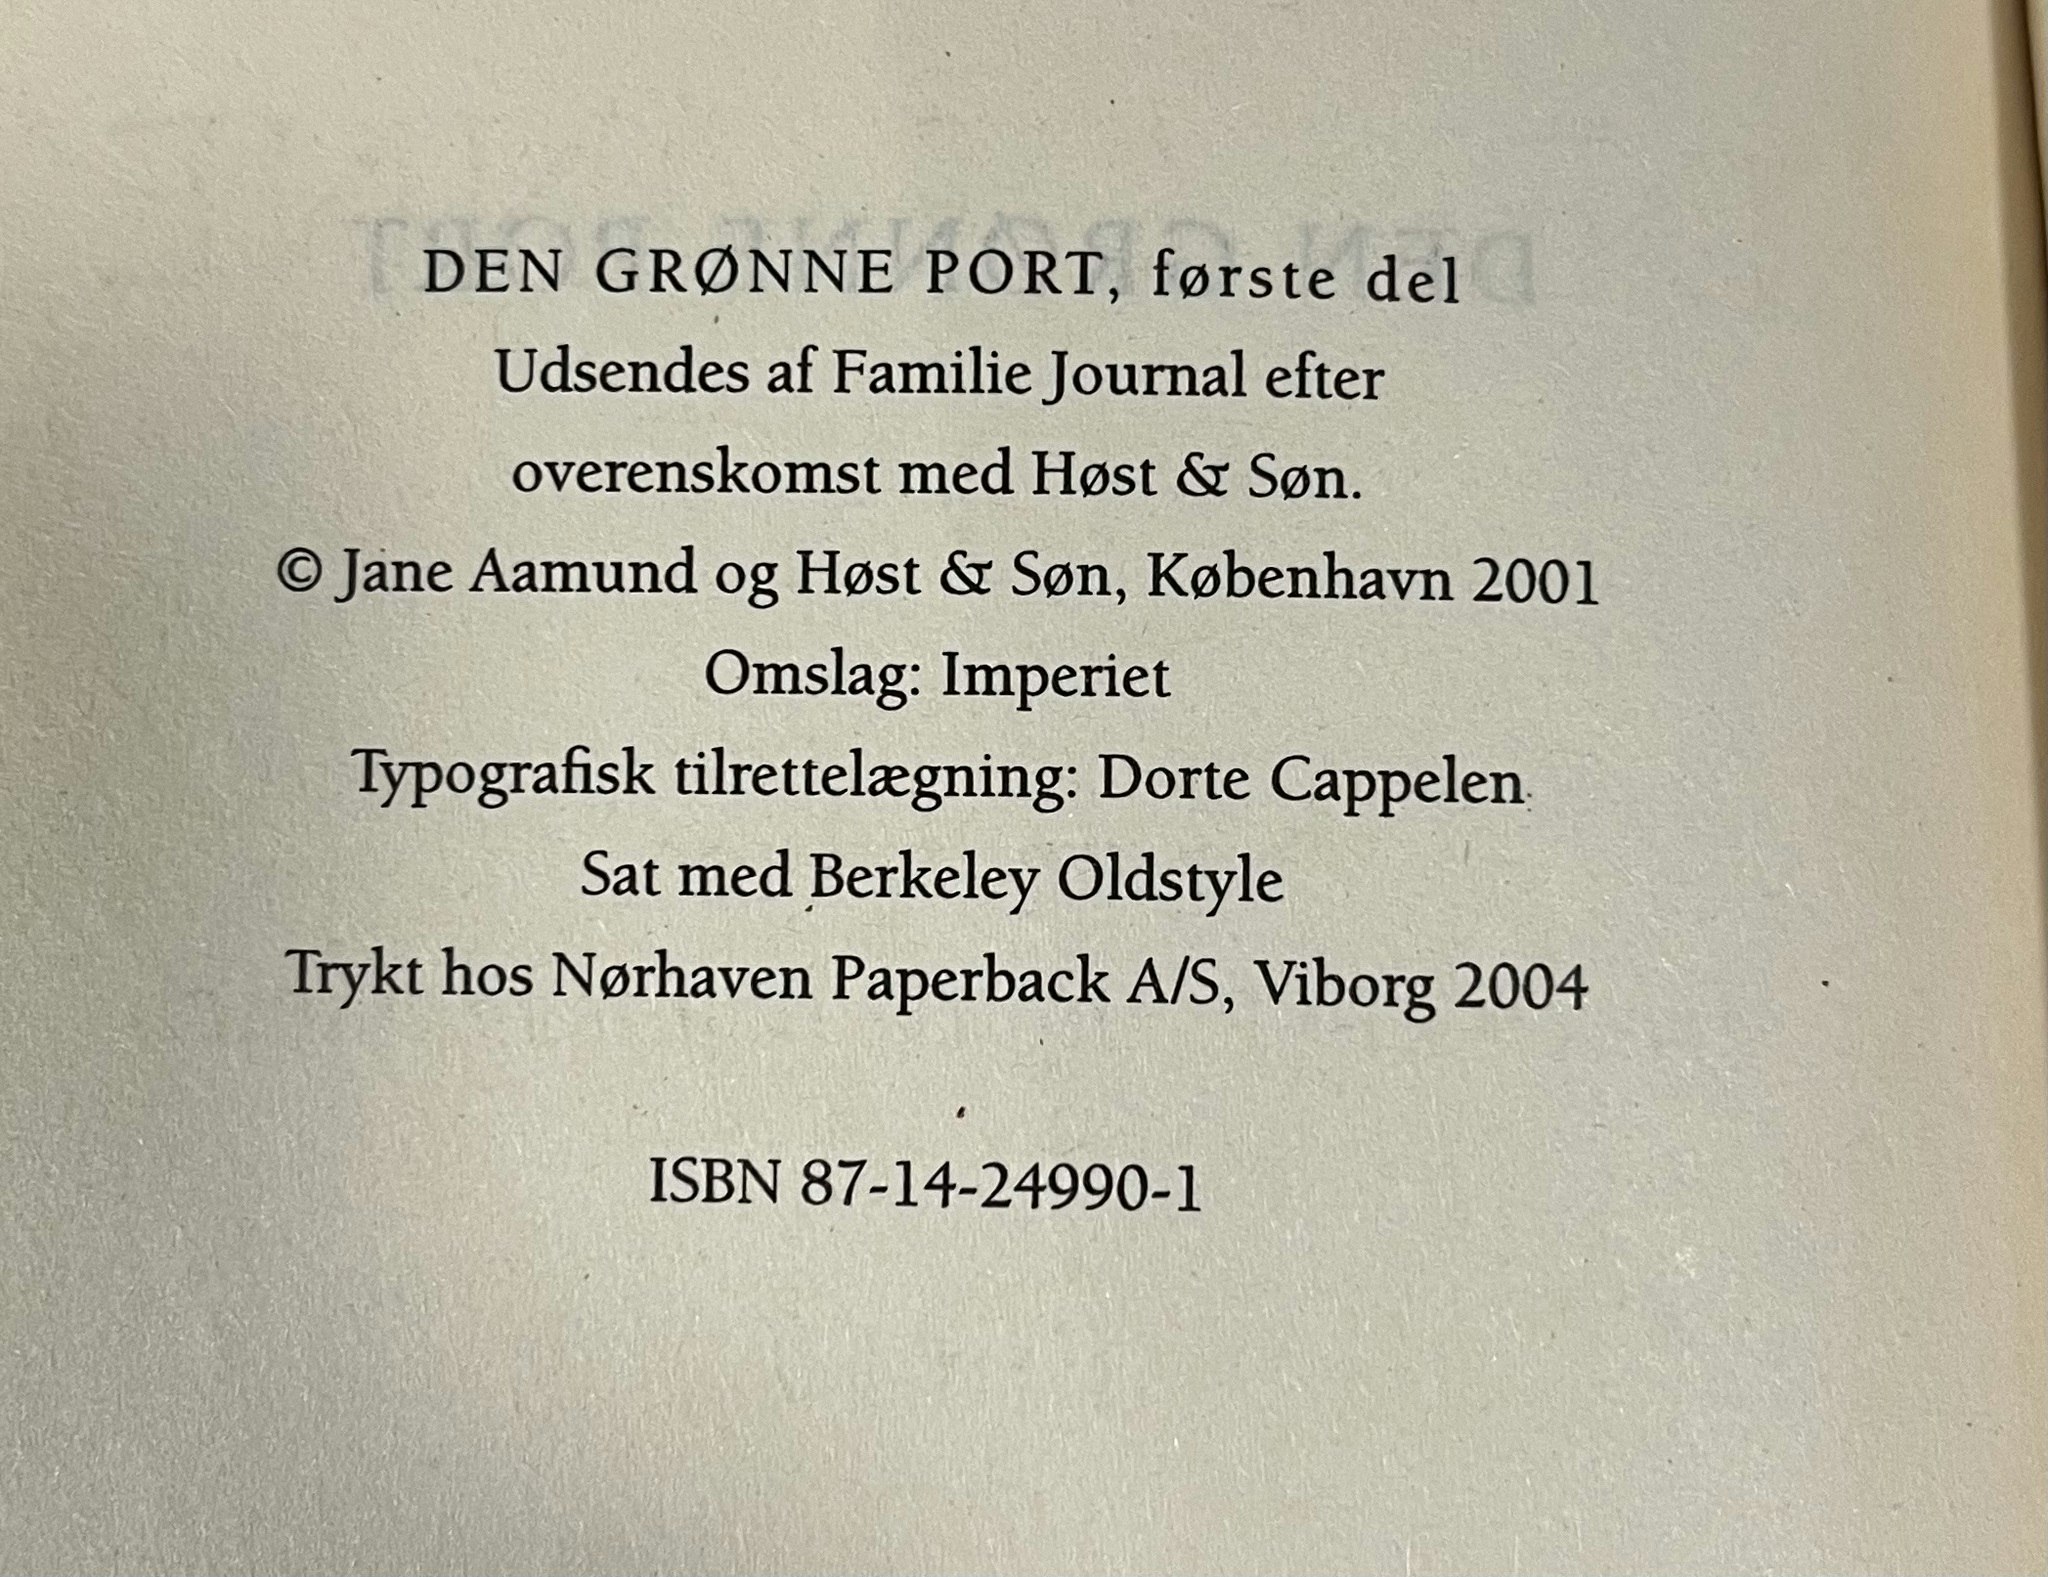 DEN GRØNNE PORT, første del
Udsendes af Familie Journal efter
overenskomst med Høst & Søn.
© Jane Aamund og Høst & Søn, København 2001
Omslag: Imperiet
Typografisk tilrettelægning: Dorte Cappelen
Sat med Berkeley Oldstyle
Trykt hos Nørhaven Paperback A/S, Viborg 2004
ISBN 87-14-24990-1